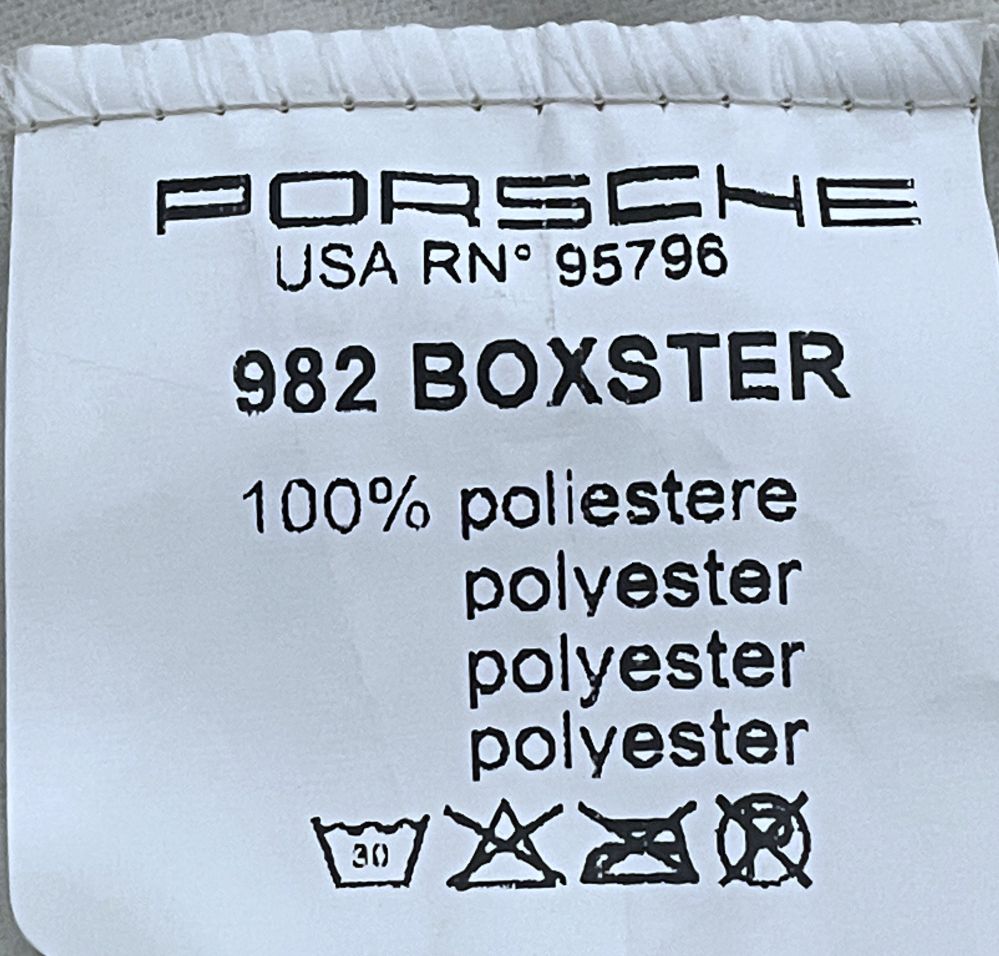 PORSCHE
USA RN° 95796
982 BOXSTER
100% poliestere
polyester
polyester
polyester
30